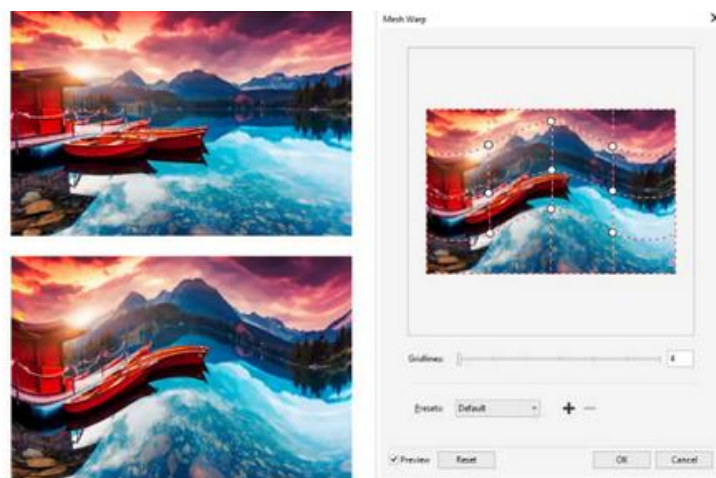 Mesh Warp
Gridlines:
4
Presets:
Default
Preview
Reset
OK
Cancel